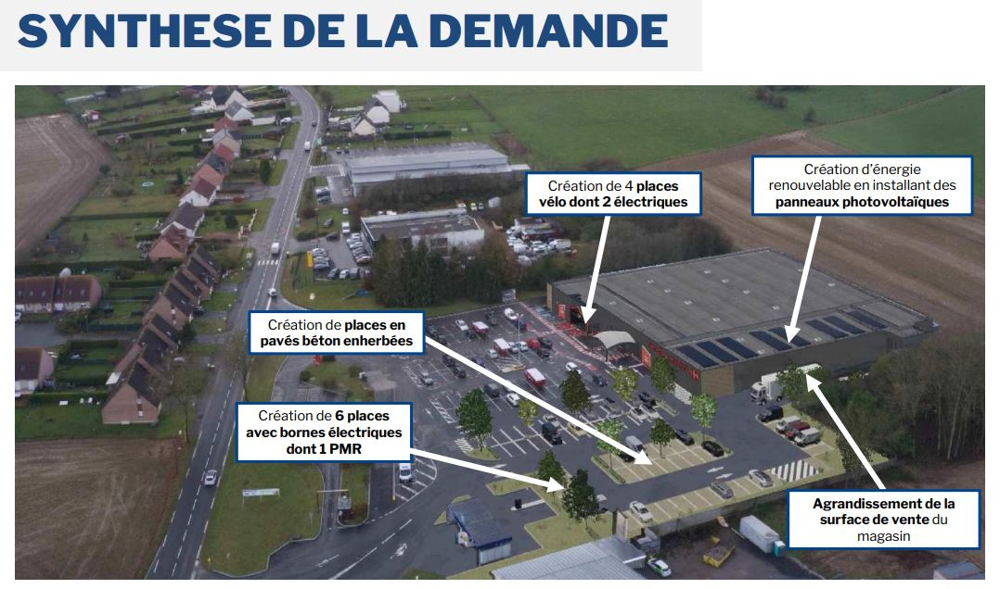 SYNTHESE DE LA DEMANDE
Création de 4 places
vélo dont 2 électriques
Création d'énergie
renouvelable en installant des
panneaux photovoltaïques
Création de places en
pavés béton enherbées
Création de 6 places
avec bornes électriques
dont 1 PMR
Agrandissement de la
surface de vente du
magasin